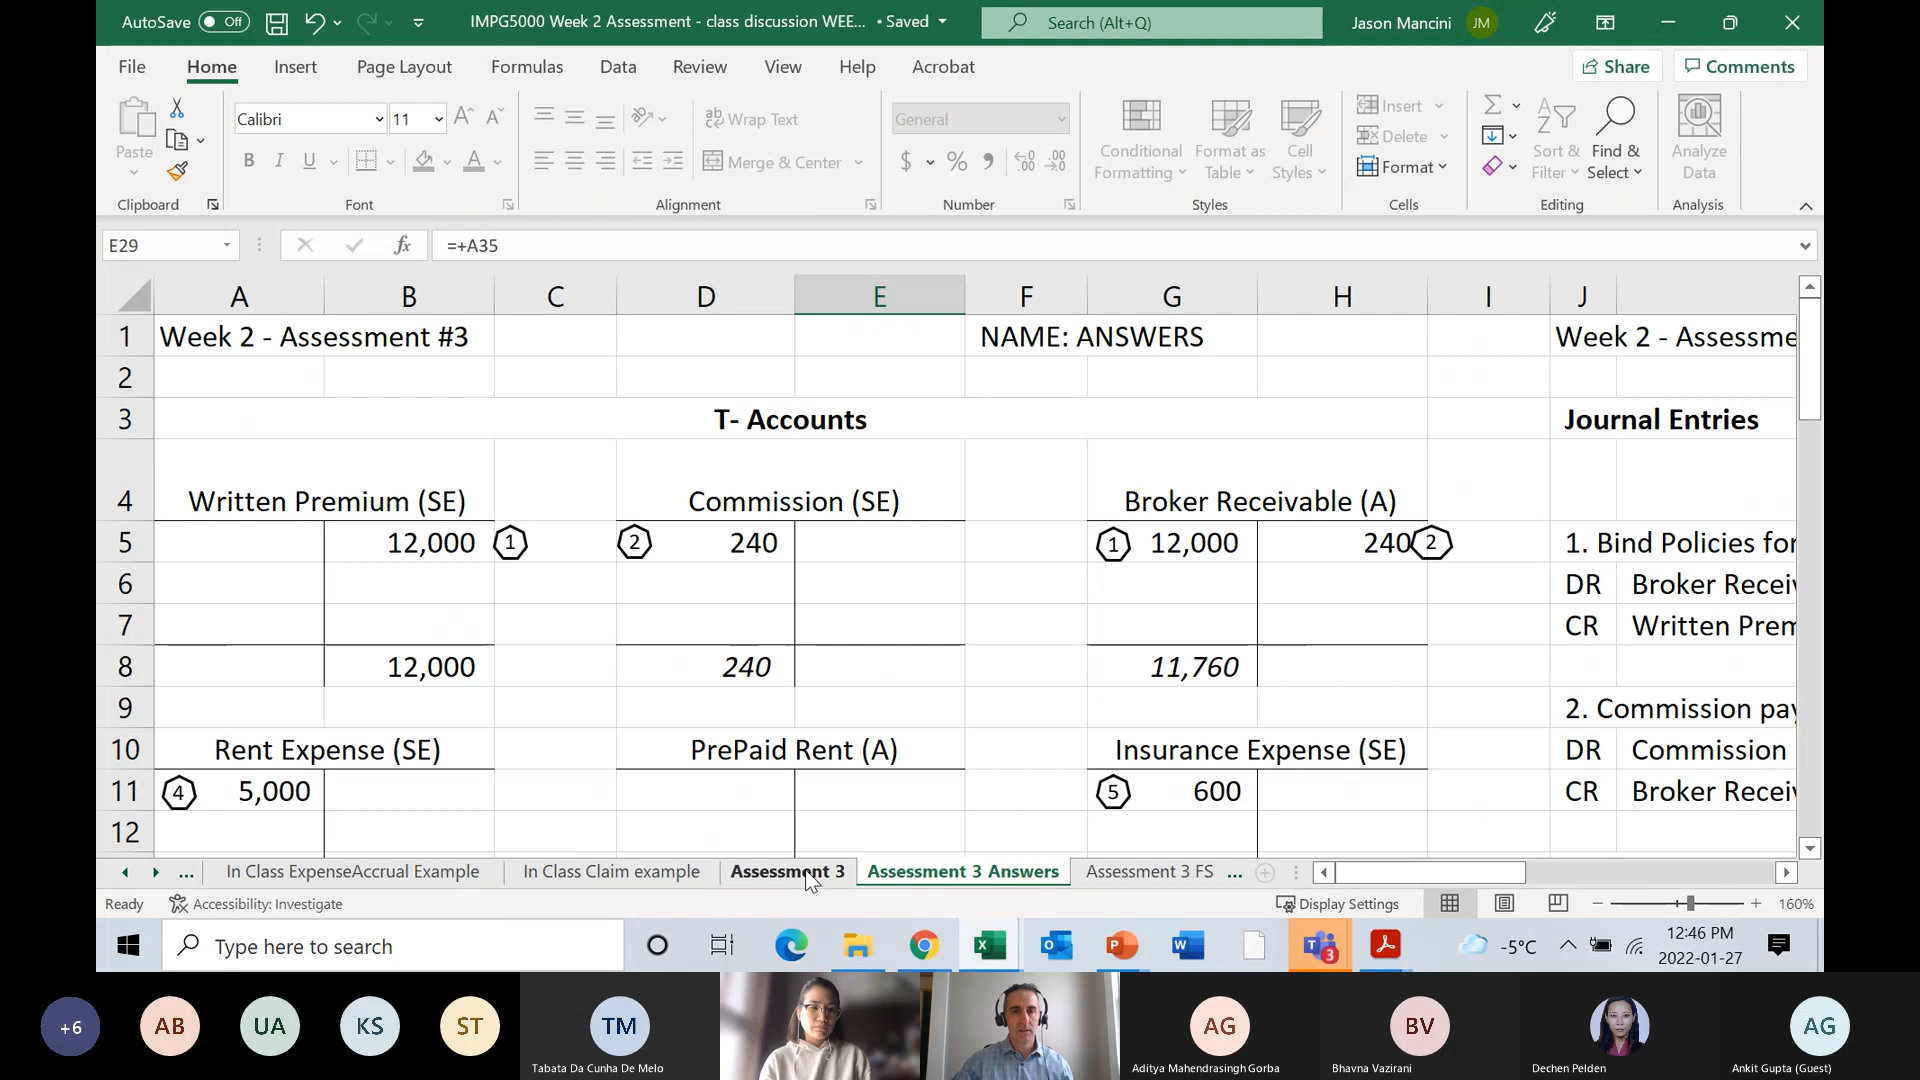 AutoSave Off IMPG5000 Week 2 Assessment - class discussion WEE... • Saved Search (Alt+Q) Jason Mancini JM
File Home Insert Page Layout Formulas Data Review View Help Acrobat Share Comments
Calibri 11 Wrap Text General Insert
Paste Conditional Format as Cell Delete Sort & Find & Analyze
B I U Merge & Center $ % Formatting Table Styles Format Filter Select Data
Clipboard Font Alignment Number Styles Cells Editing Analysis
E29 fx =+A35
A B C D E F G H I J
1 Week 2 - Assessment #3 NAME: ANSWERS Week 2 - Assessme
2
3 T- Accounts Journal Entries
4 Written Premium (SE) Commission (SE) Broker Receivable (A)
5 12,000 1 2 240 1 12,000 240 2 1. Bind Policies for
6 DR Broker Recei
7 CR Written Prem
8 12,000 240 11,760
9 2. Commission pay
10 Rent Expense (SE) PrePaid Rent (A) Insurance Expense (SE) DR Commission
11 4 5,000 5 600 CR Broker Recei
12
... In Class ExpenseAccrual Example In Class Claim example Assessment 3 Assessment 3 Answers Assessment 3 FS ...
Ready Accessibility: Investigate Display Settings 160%
Type here to search 3 -5°C 12:46 PM
2022-01-27
+6 AB UA KS ST TM AG BV AG
Tabata Da Cunha De Melo Aditya Mahendrasingh Gorba Bhavna Vazirani Dechen Pelden Ankit Gupta (Guest)